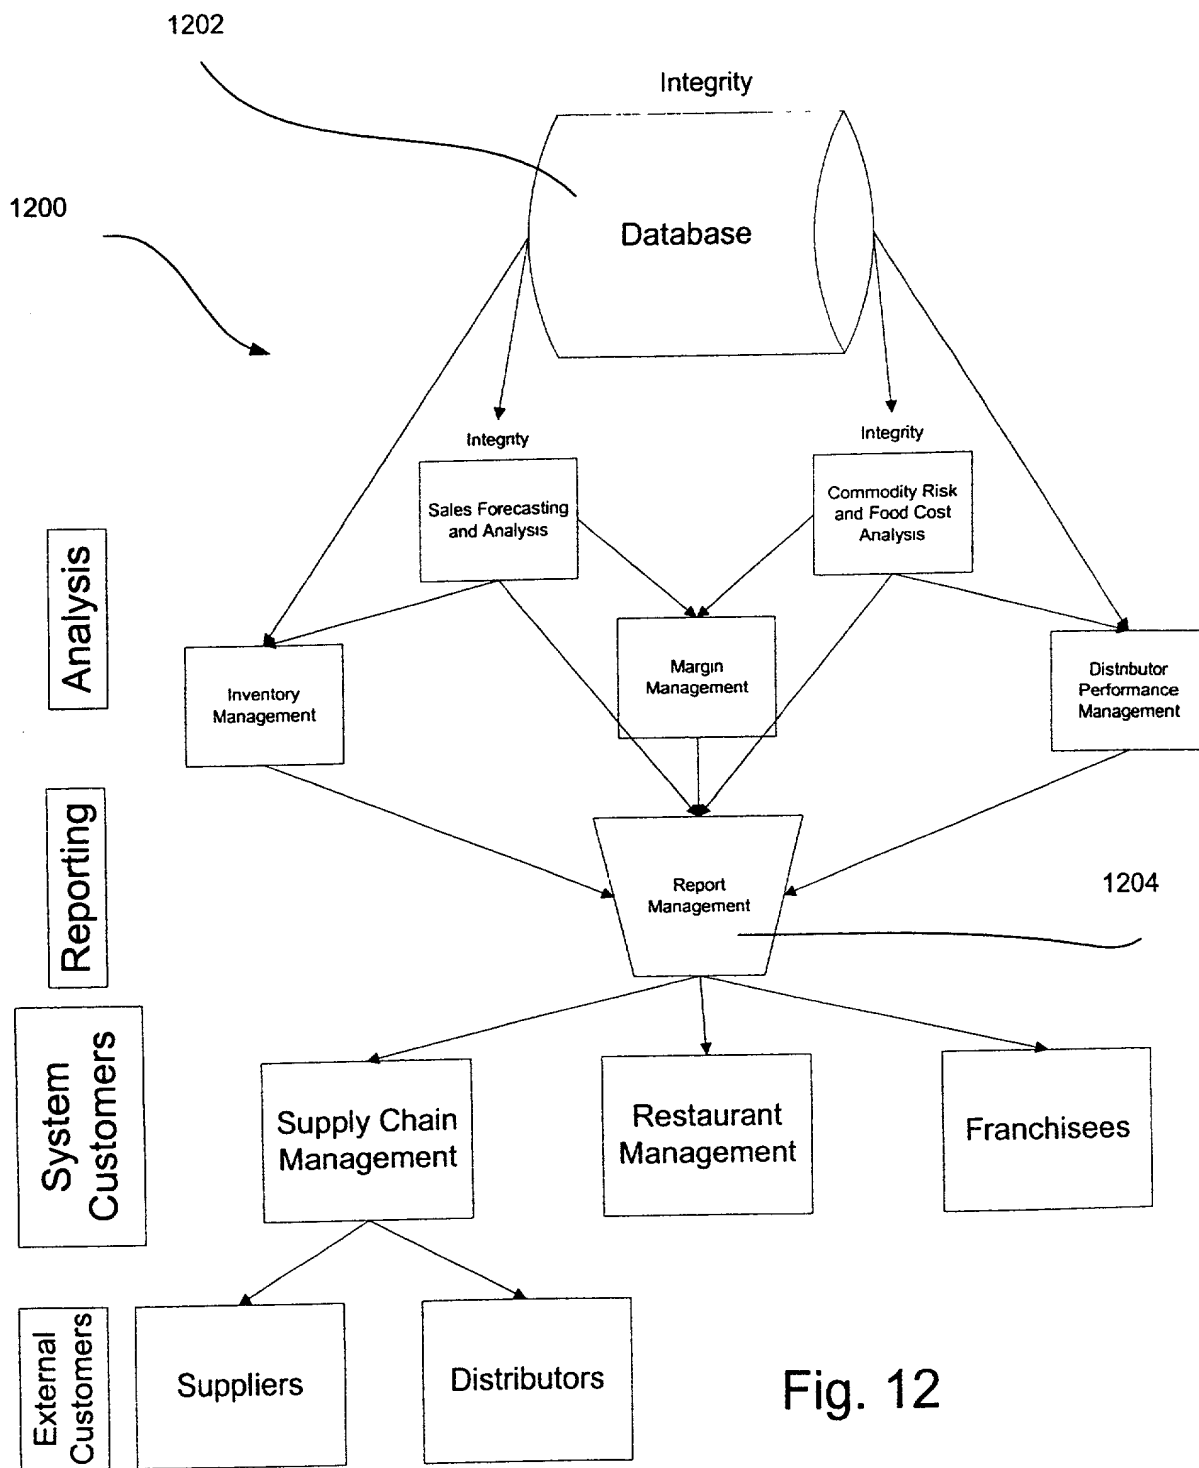 1202
Integrity
1200
Database
Integrity
Integrity
Sales Forecasting
and Analysis
Commodity Risk
and Food Cost
Analysis
Analysis
Inventory
Management
Margin
Management
Distributor
Performance
Management
Reporting
Report
Management
1204
System
Customers
Supply Chain
Management
Restaurant
Management
Franchisees
External
Customers
Suppliers
Distributors
Fig. 12